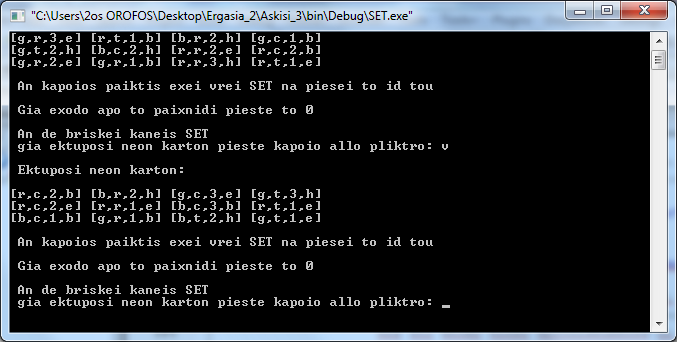 "C:\Users\2os OROFOS\Desktop\Ergasia_2\Askisi_3\bin\Debug\SET.exe"
[g,r,3,e] [r,t,1,b] [b,r,2,h] [g,c,1,b]
[g,t,2,h] [b,c,2,h] [r,r,2,e] [r,c,2,b]
[g,r,2,e] [g,r,1,b] [r,r,3,h] [r,t,1,e]
An kapoios paiktis exei vrei SET na piesei to id tou
Gia exodo apo to paixnidi pieste to 0
An de briskei kaneis SET
gia ektuposi neon karton pieste kapoio allo pliktro: v
Ektuposi neon karton:
[r,c,2,b] [b,r,2,h] [g,c,3,e] [g,t,3,h]
[r,c,2,e] [r,r,1,b] [b,c,3,b] [r,t,1,e]
[b,c,1,b] [g,r,1,b] [b,t,2,h] [g,t,1,e]
An kapoios paiktis exei vrei SET na piesei to id tou
Gia exodo apo to paixnidi pieste to 0
An de briskei kaneis SET
gia ektuposi neon karton pieste kapoio allo pliktro: _